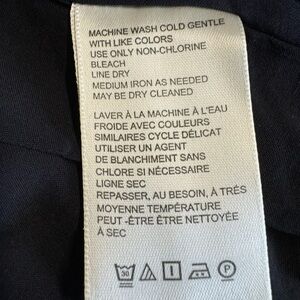 MACHINE WASH COLD GENTLE
WITH LIKE COLORS
USE ONLY NON-CHLORINE
BLEACH
LINE DRY
MEDIUM IRON AS NEEDED
MAY BE DRY CLEANED
LAVER À LA MACHINE À L'EAU
FROIDE AVEC COULEURS
SIMILAIRES CYCLE DÉLICAT
UTILISER UN AGENT
DE BLANCHIMENT SANS
CHLORE SI NÉCESSAIRE
LIGNE SEC
REPASSER, AU BESOIN, À TRÉS
MOYENNE TEMPÉRATURE
PEUT -ÊTRE ÊTRE NETTOYÉE
À SEC
30
P